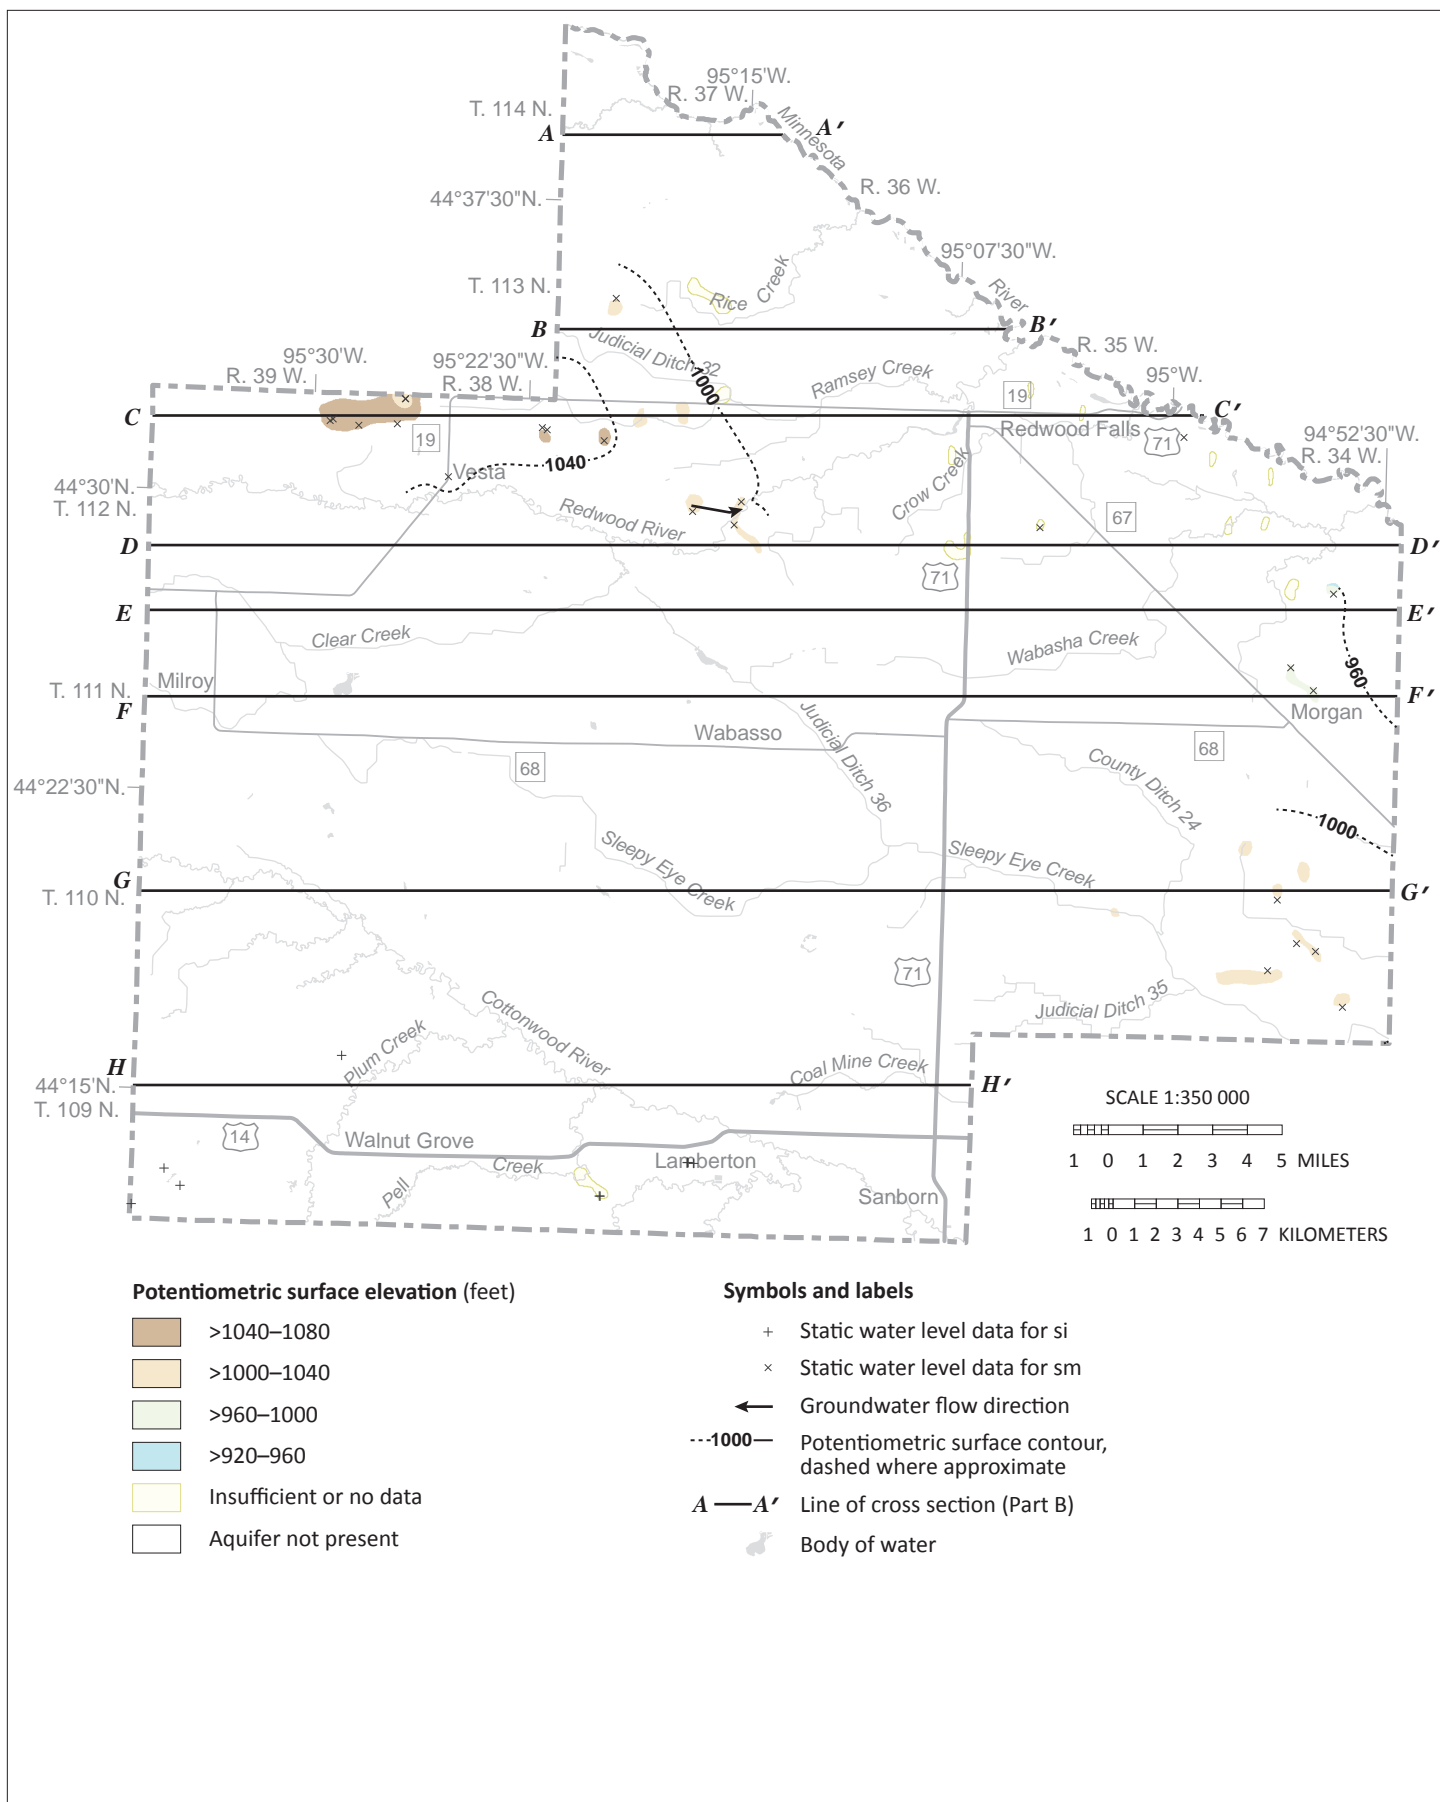 95°15'W.
R. 37 W.
T. 114 N.
A
A'
Minnesota
R. 36 W.
44°37'30"N.
95°07'30"W.
T. 113 N.
Rice
Creek
River
B
B'
Judicial Ditch 32
R. 35 W.
95°30'W.
95°22'30"W.
R. 39 W.
R. 38 W.
1000
Ramsey Creek
95°W.
19
C
C'
19
Redwood Falls
71
94°52'30"W.
R. 34 W.
1040
Vesta
44°30'N.
T. 112 N.
Redwood River
Crow Creek
67
D
D'
71
E
E'
Clear Creek
Wabasha Creek
960
Milroy
T. 111 N.
F
F'
Morgan
Wabasso
Judicial Ditch 36
68
68
County Ditch 24
44°22'30"N.
1000
Sleepy Eye Creek
Sleepy Eye Creek
G
G'
T. 110 N.
71
Judicial Ditch 35
Cottonwood River
Plum Creek
Coal Mine Creek
H
H'
44°15'N.
T. 109 N.
SCALE 1:350 000
14
Walnut Grove
Creek
Lamberton
Pell
Sanborn
1 0 1 2 3 4 5 MILES
1 0 1 2 3 4 5 6 7 KILOMETERS
Potentiometric surface elevation (feet)
>1040–1080
>1000–1040
>960–1000
>920–960
Insufficient or no data
Aquifer not present
Symbols and labels
Static water level data for si
Static water level data for sm
Groundwater flow direction
1000
Potentiometric surface contour,
dashed where approximate
A A' Line of cross section (Part B)
Body of water